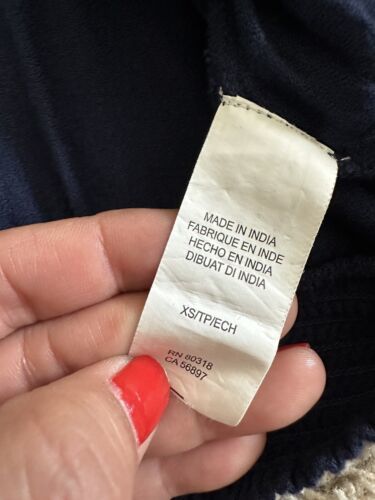 MADE IN INDIA
FABRIQUE EN INDE
HECHO EN INDIA
DIBUAT DI INDIA
XS/TP/ECH
RN 80318
CA 56897